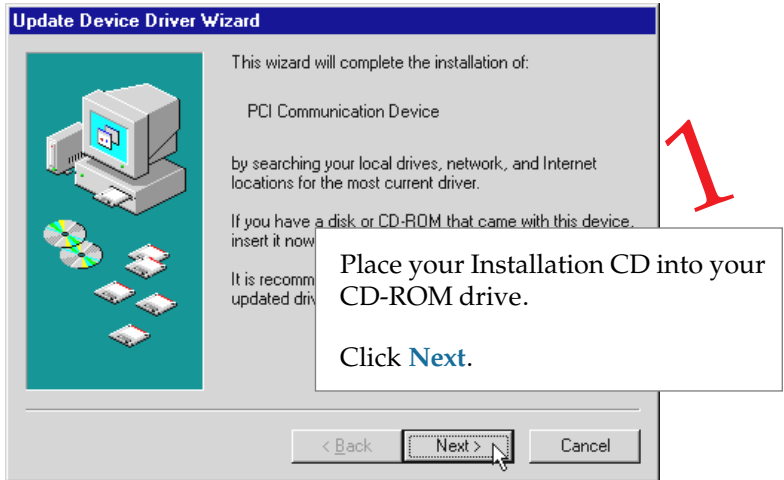 Update Device Driver Wizard
This wizard will complete the installation of:
PCI Communication Device
by searching your local drives, network, and Internet
locations for the most current driver.
If you have a disk or CD-ROM that came with this device,
insert it now
It is
updated
1
Place your Installation CD into your
CD-ROM drive.
Click Next.
< Back
Next >
Cancel